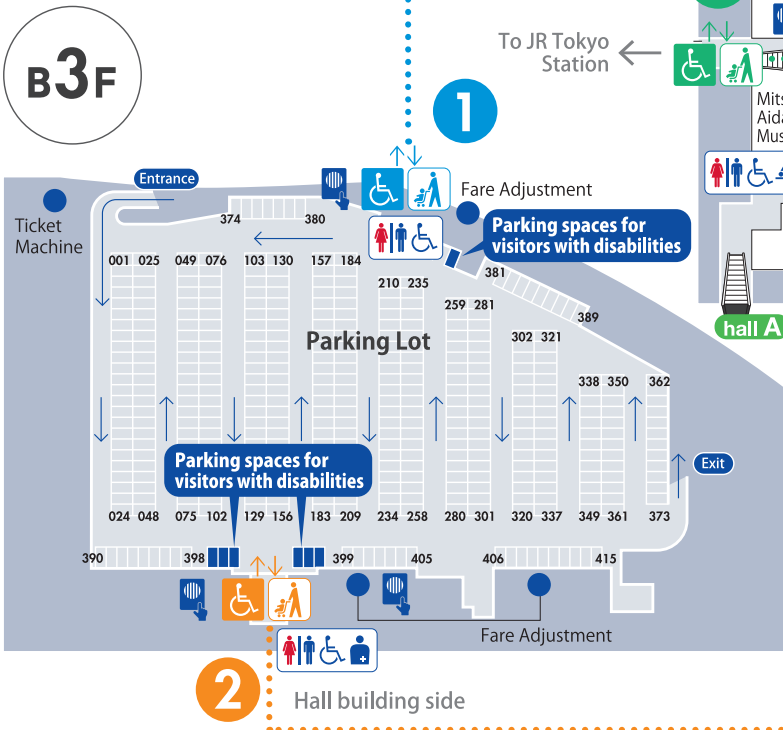 B3F
To JR Tokyo
Station
1
Mits
Aida
Mus
Entrance
Ticket
Machine
Fare Adjustment
374 380
Parking spaces for
visitors with disabilities
001 025 049 076 103 130 157 184
381
210 235
259 281
389
hall A
Parking Lot
302 321
338 350 362
Parking spaces for
visitors with disabilities
Exit
024 048 075 102 129 156 183 209 234 258 280 301 320 337 349 361 373
390 398 399 405 406 415
Fare Adjustment
2
Hall building side